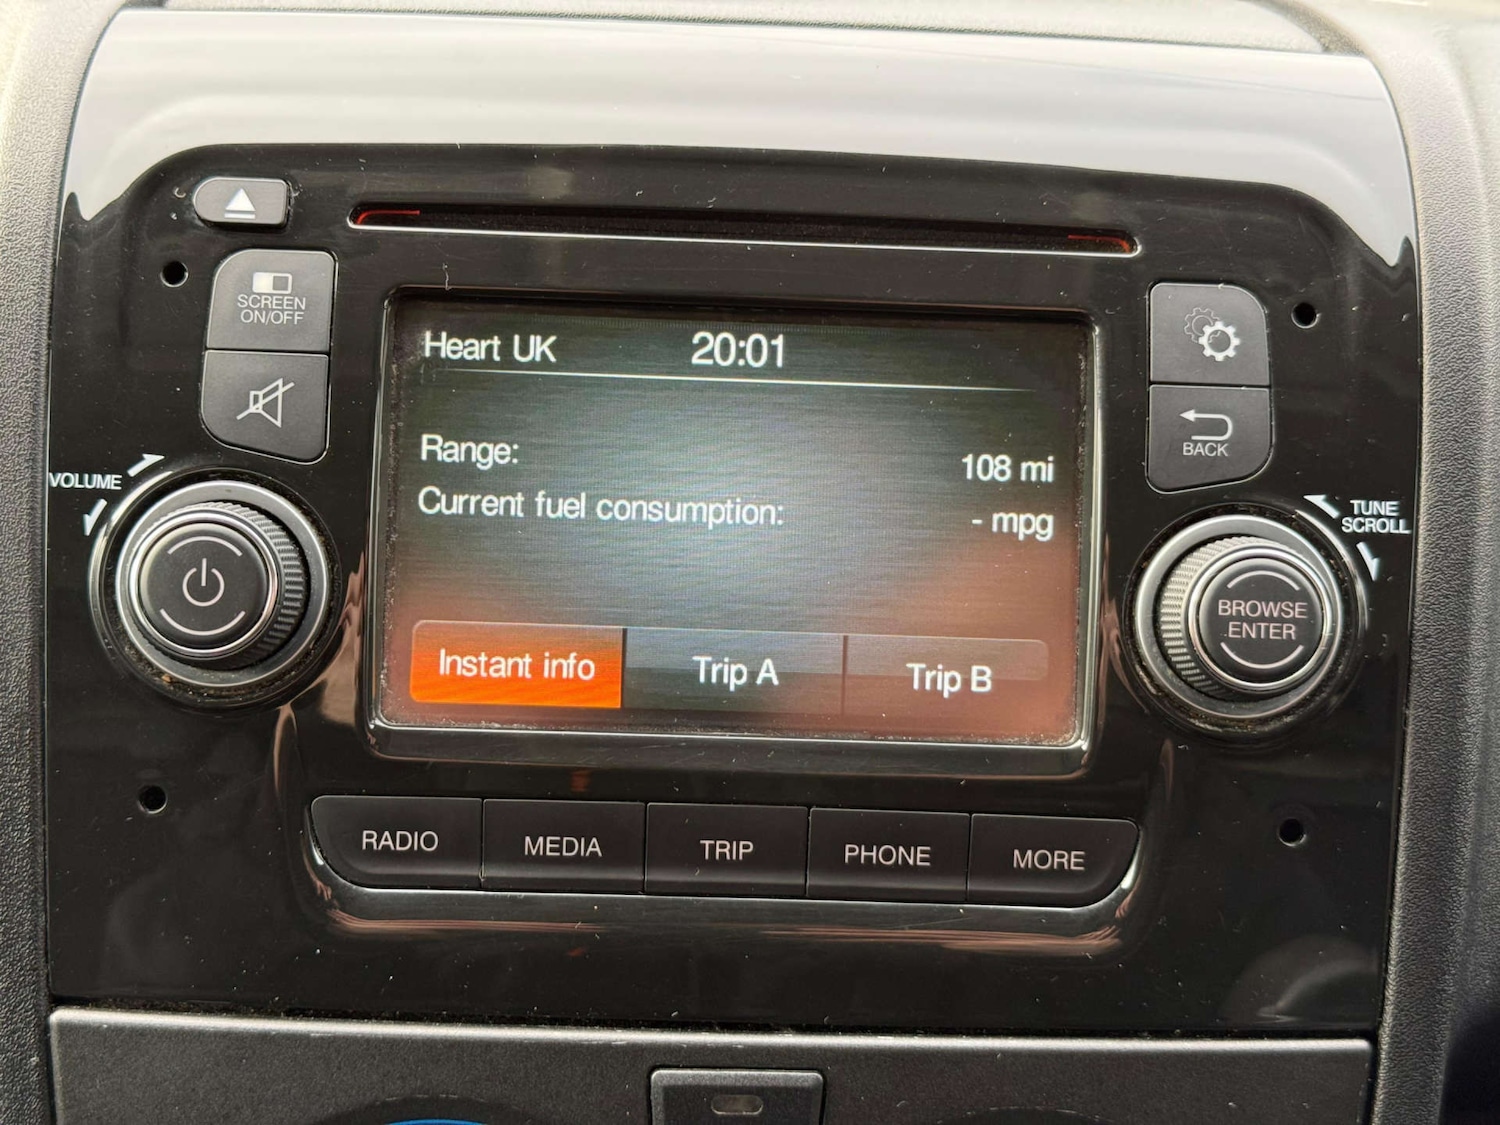 SCREEN
ON/OFF
VOLUME
Heart UK 20:01
Range: 108 mi
Current fuel consumption: - mpg
Instant info Trip A Trip B
BACK
TUNE
SCROLL
BROWSE
ENTER
RADIO MEDIA TRIP PHONE MORE